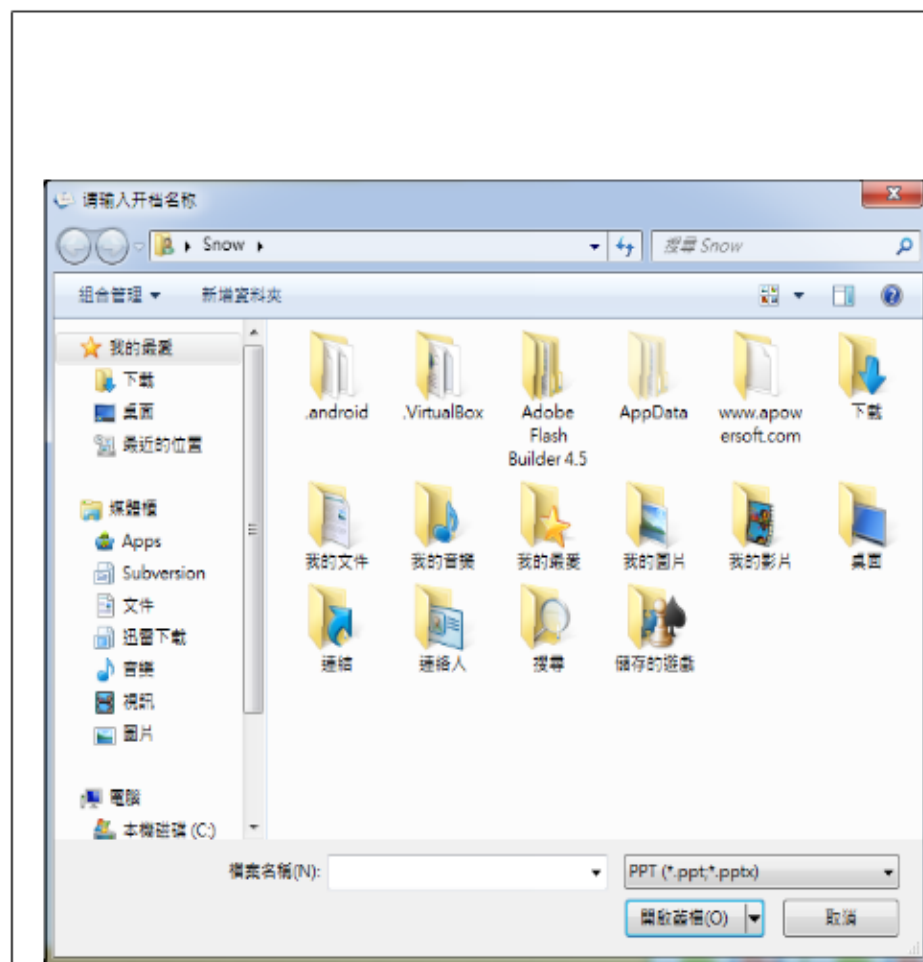 请输入开档名称
Snow
搜尋 Snow
組合管理
新增資料夾
我的最愛
下載
桌面
最近的位置
媒體櫃
Apps
Subversion
文件
迅雷下載
音樂
視訊
圖片
電腦
本機磁碟 (C:)
.android
.VirtualBox
Adobe
Flash
Builder 4.5
AppData
www.apow
ersoft.com
下載
我的文件
我的音樂
我的最愛
我的圖片
我的影片
桌面
連結
連絡人
搜尋
儲存的遊戲
檔案名稱(N):
PPT (*.ppt;*.pptx)
開啟舊檔(O)
取消